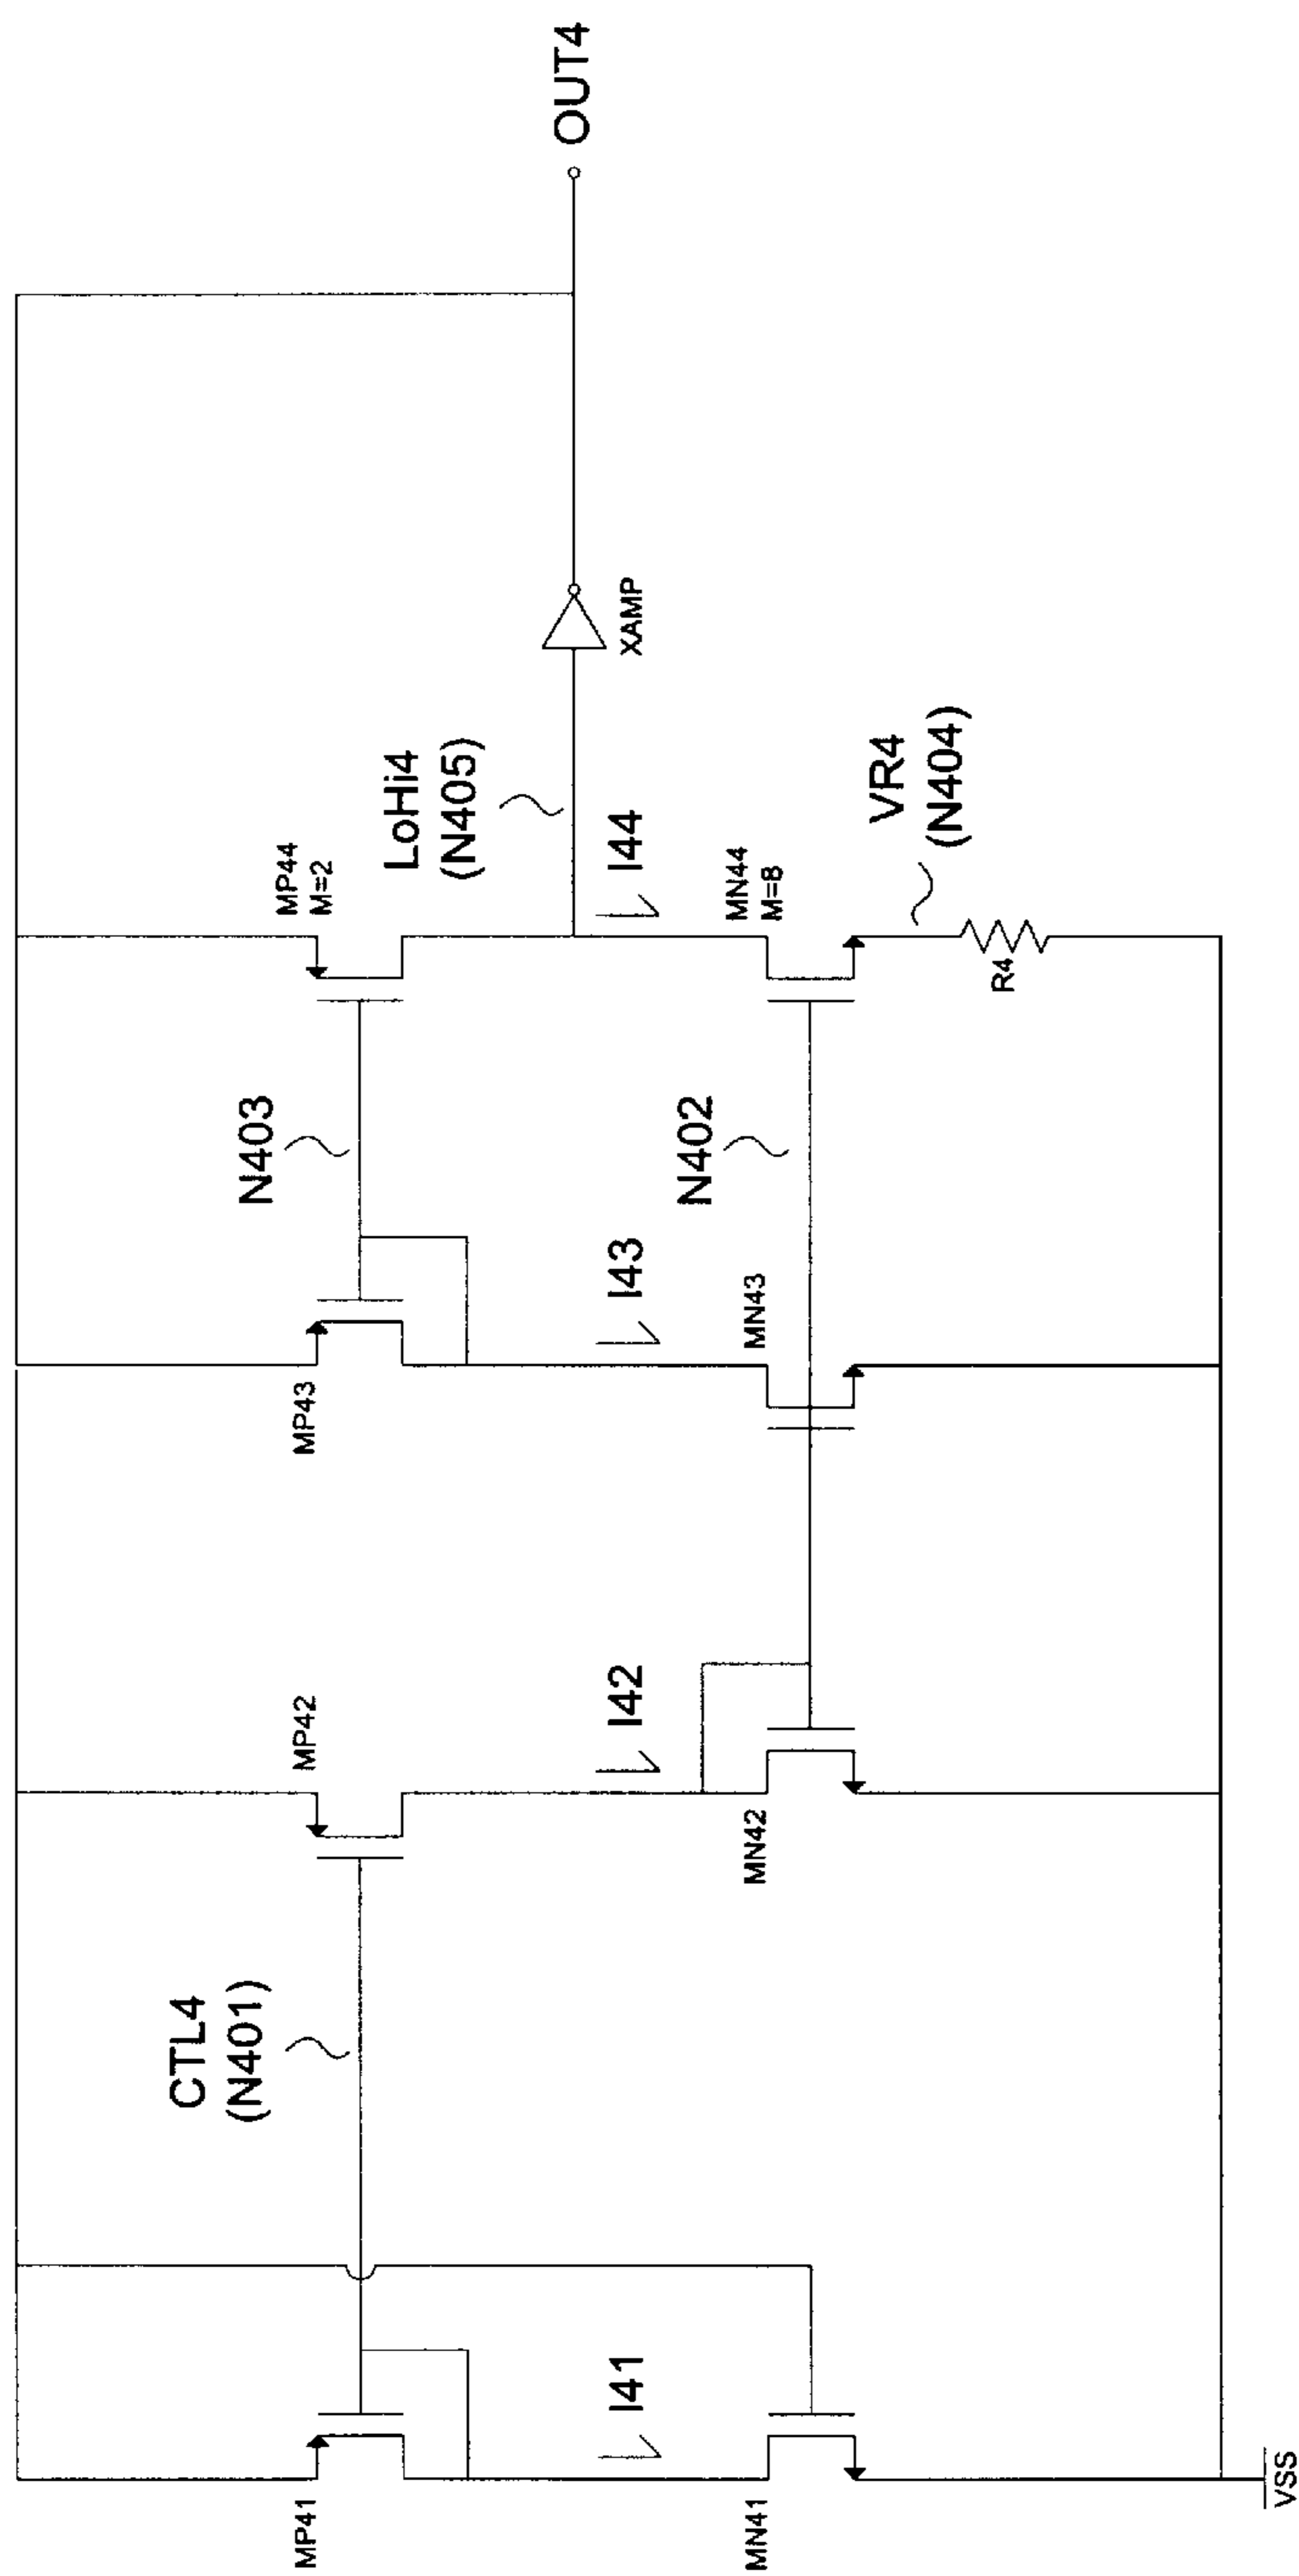 OUT4
XAMP
LoHi4
(N405)
MP44
M=2
I44
MN44
M=8
VR4
(N404)
R4
N403
N402
I43
MN43
MP43
MP42
I42
MN42
CTL4
(N401)
I41
MP41
MN41
VSS